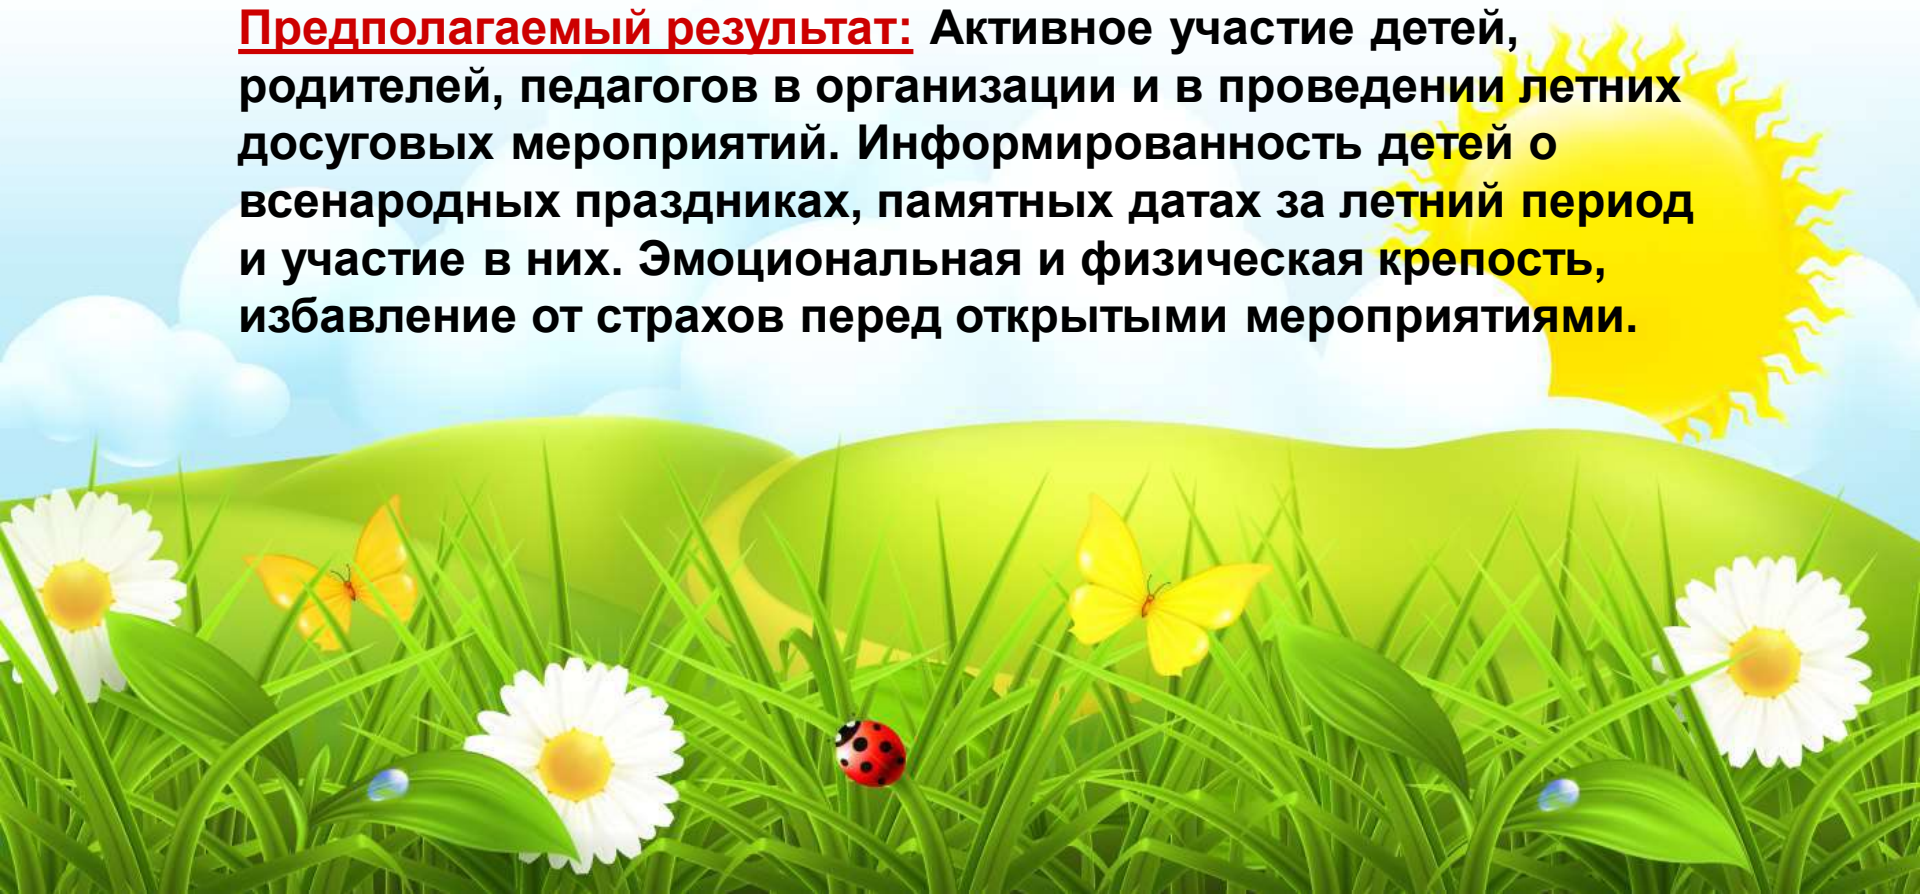 Предполагаемый результат: Активное участие детей,
родителей, педагогов в организации и в проведении летних
досуговых мероприятий. Информированность детей о
всенародных праздниках, памятных датах за летний период
и участие в них. Эмоциональная и физическая крепость,
избавление от страхов перед открытыми мероприятиями.